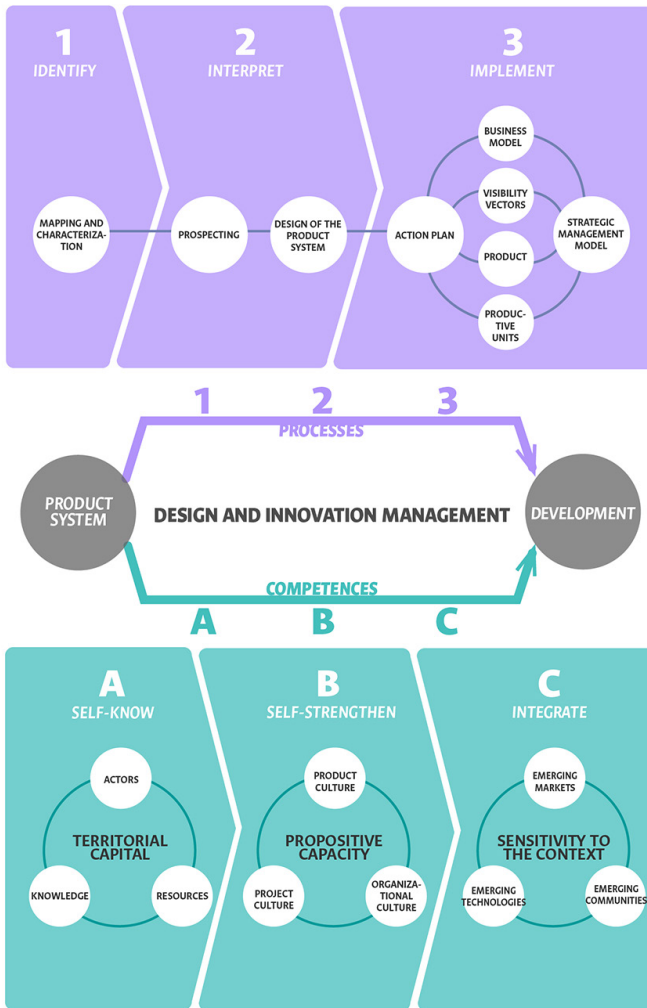 1
IDENTIFY
2
INTERPRET
3
IMPLEMENT
MAPPING AND
CHARACTERIZA-
TION
PROSPECTING
DESIGN OF THE
PRODUCT
SYSTEM
ACTION PLAN
BUSINESS
MODEL
VISIBILITY
VECTORS
PRODUCT
PRODUC-
TIVE
UNITS
STRATEGIC
MANAGEMENT
MODEL
1 2 3
PROCESSES
PRODUCT
SYSTEM
DESIGN AND INNOVATION MANAGEMENT
DEVELOPMENT
COMPETENCES
A B C
A
SELF-KNOW
ACTORS
TERRITORIAL
CAPITAL
KNOWLEDGE
RESOURCES
B
SELF-STRENGTHEN
PRODUCT
CULTURE
PROPOSITIVE
CAPACITY
PROJECT
CULTURE
ORGANIZA-
TIONAL
CULTURE
C
INTEGRATE
EMERGING
MARKETS
SENSITIVITY TO
THE CONTEXT
EMERGING
TECHNOLOGIES
EMERGING
COMMUNITIES